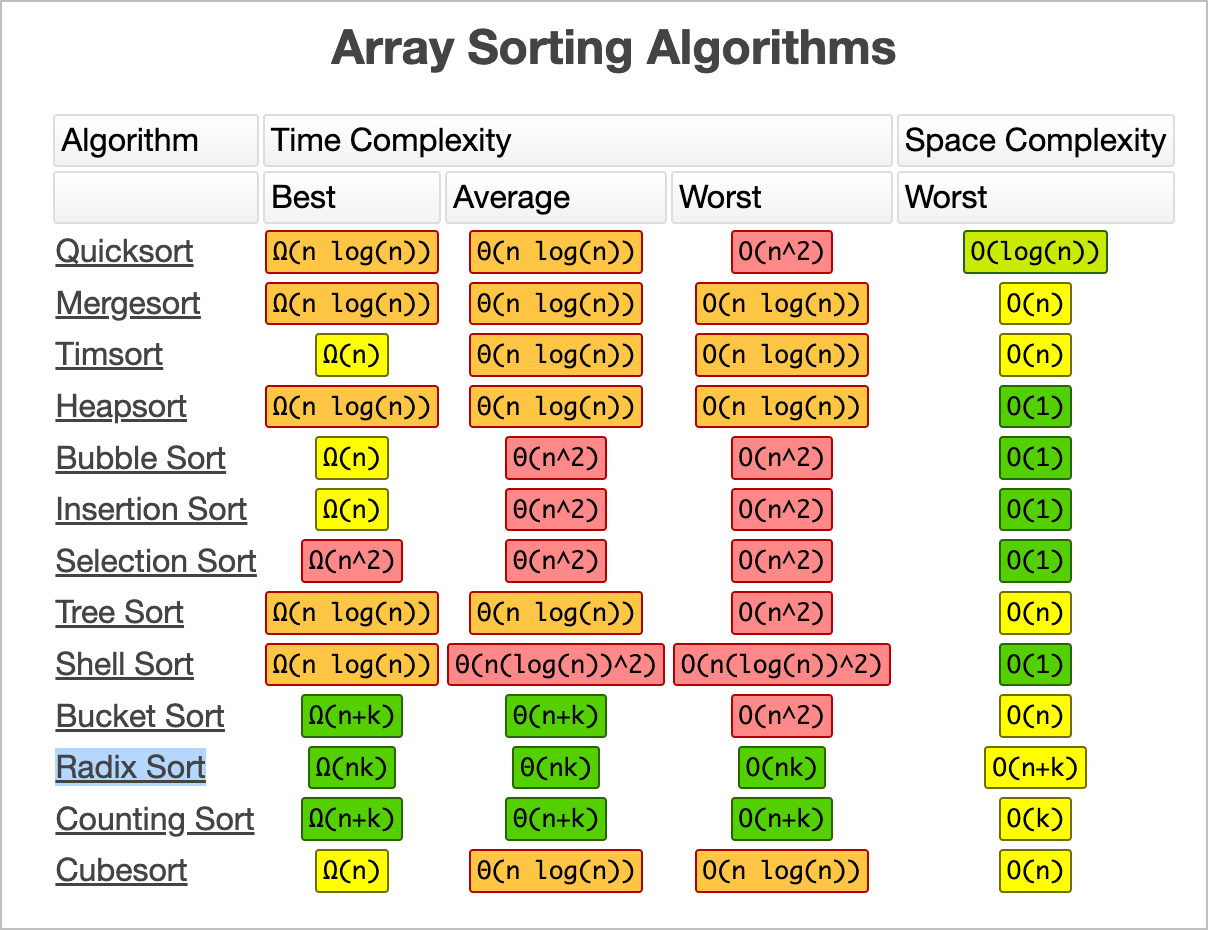 Array Sorting Algorithms
Algorithm Time Complexity Space Complexity
Best Average Worst Worst
Quicksort Ω(n log(n)) Θ(n log(n)) O(n^2) O(log(n))
Mergesort Ω(n log(n)) Θ(n log(n)) O(n log(n)) O(n)
Timsort Ω(n) Θ(n log(n)) O(n log(n)) O(n)
Heapsort Ω(n log(n)) Θ(n log(n)) O(n log(n)) O(1)
Bubble Sort Ω(n) Θ(n^2) O(n^2) O(1)
Insertion Sort Ω(n) Θ(n^2) O(n^2) O(1)
Selection Sort Ω(n^2) Θ(n^2) O(n^2) O(1)
Tree Sort Ω(n log(n)) Θ(n log(n)) O(n^2) O(n)
Shell Sort Ω(n log(n)) Θ(n(log(n))^2) O(n(log(n))^2) O(1)
Bucket Sort Ω(n+k) Θ(n+k) O(n^2) O(n)
Radix Sort Ω(nk) Θ(nk) O(nk) O(n+k)
Counting Sort Ω(n+k) Θ(n+k) O(n+k) O(k)
Cubesort Ω(n) Θ(n log(n)) O(n log(n)) O(n)